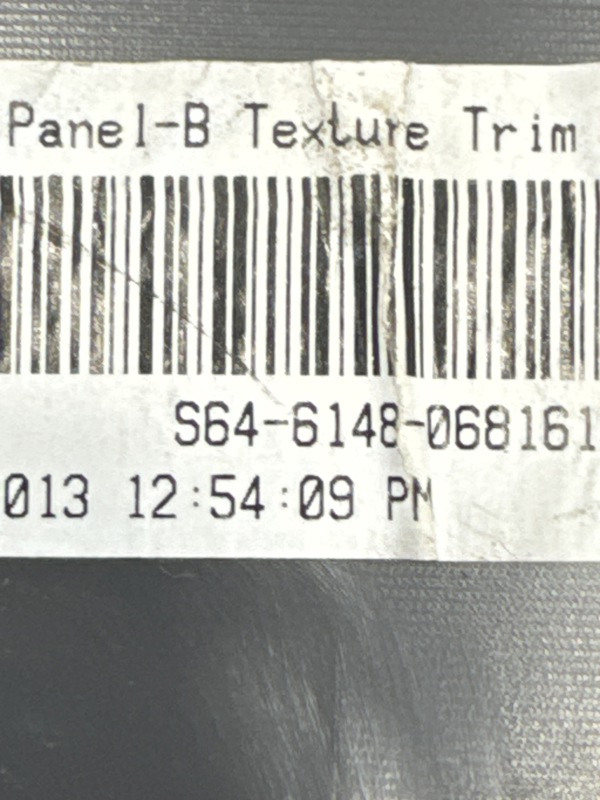 Panel-B Texture Trim
S64-6148-068161
013 12:54:09 PM